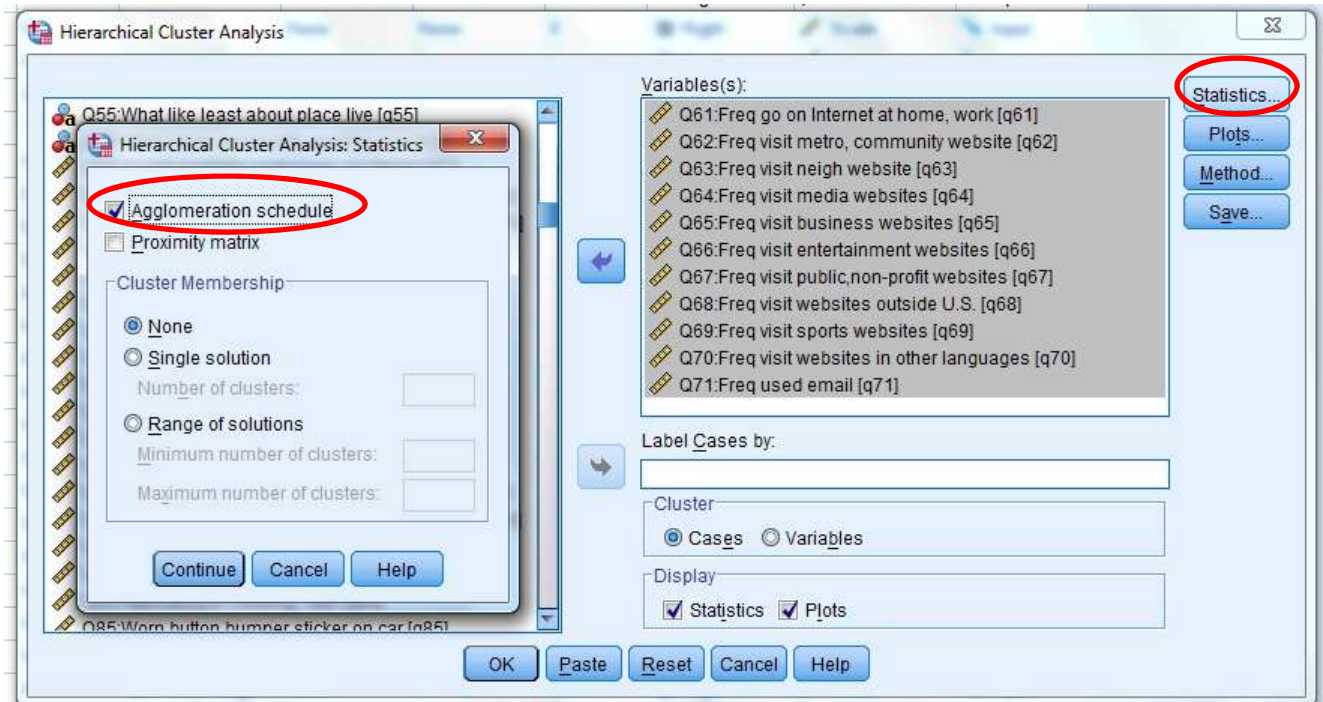 Hierarchical Cluster Analysis
Q55:What like least about place live [q55]
Hierarchical Cluster Analysis: Statistics
Agglomeration schedule
Proximity matrix
Cluster Membership
None
Single solution
Number of clusters:
Range of solutions
Minimum number of clusters:
Maximum number of clusters:
Continue Cancel Help
Q85:Worn button bumper sticker on car [q85]
Variables(s):
Q61:Freq go on Internet at home, work [q61]
Q62:Freq visit metro, community website [q62]
Q63:Freq visit neigh website [q63]
Q64:Freq visit media websites [q64]
Q65:Freq visit business websites [q65]
Q66:Freq visit entertainment websites [q66]
Q67:Freq visit public,non-profit websites [q67]
Q68:Freq visit websites outside U.S. [q68]
Q69:Freq visit sports websites [q69]
Q70:Freq visit websites in other languages [q70]
Q71:Freq used email [q71]
Label Cases by:
Cluster
Cases Variables
Display
Statistics Plots
Statistics...
Plots...
Method...
Save...
OK Paste Reset Cancel Help